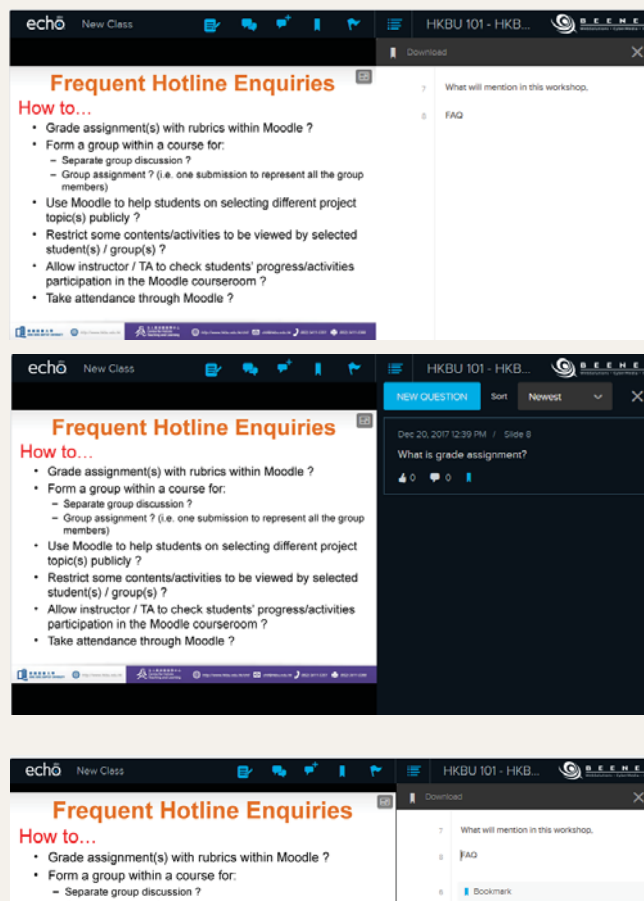 echo New Class HKBU 101 - HKB... BEENE
Download
Frequent Hotline Enquiries
How to…
• Grade assignment(s) with rubrics within Moodle ?
• Form a group within a course for:
– Separate group discussion ?
– Group assignment ? (i.e. one submission to represent all the group
members)
• Use Moodle to help students on selecting different project
topic(s) publicly ?
• Restrict some contents/activities to be viewed by selected
student(s) / group(s) ?
• Allow instructor / TA to check students' progress/activities
participation in the Moodle courseroom ?
• Take attendance through Moodle ?
7 What will mention in this workshop,
8 FAQ
echo New Class HKBU 101 - HKB... BEENE
NEW QUESTION Sort Newest
Frequent Hotline Enquiries
How to…
• Grade assignment(s) with rubrics within Moodle ?
• Form a group within a course for:
– Separate group discussion ?
– Group assignment ? (i.e. one submission to represent all the group
members)
• Use Moodle to help students on selecting different project
topic(s) publicly ?
• Restrict some contents/activities to be viewed by selected
student(s) / group(s) ?
• Allow instructor / TA to check students' progress/activities
participation in the Moodle courseroom ?
• Take attendance through Moodle ?
Dec 20, 2017 12:39 PM / Slide 8
What is grade assignment?
0 0
echo New Class HKBU 101 - HKB... BEENE
Download
Frequent Hotline Enquiries
How to…
• Grade assignment(s) with rubrics within Moodle ?
• Form a group within a course for:
– Separate group discussion ?
7 What will mention in this workshop,
8 FAQ
6 Bookmark